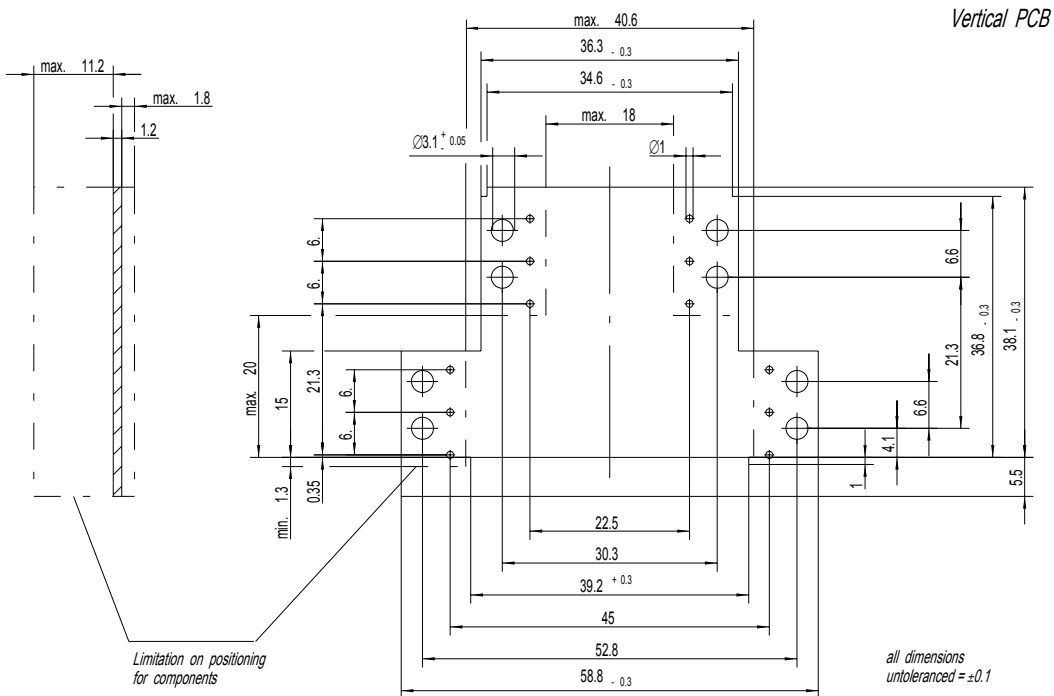 Vertical PCB
max. 40.6
36.3 - 0.3
34.6 - 0.3
max. 18
max. 11.2
max. 1.8
1.2
Ø3.1 + - 0.05
Ø1
6.
6.
21.3
max. 20
15
6.
6.
min. 1.3
0.35
6.6
21.3
36.8 - 0.3
38.1 - 0.3
6.6
4.1
1
5.5
22.5
30.3
39.2 + 0.3
45
52.8
58.8 - 0.3
Limitation on positioning
for components
all dimensions
untoleranced = ±0.1